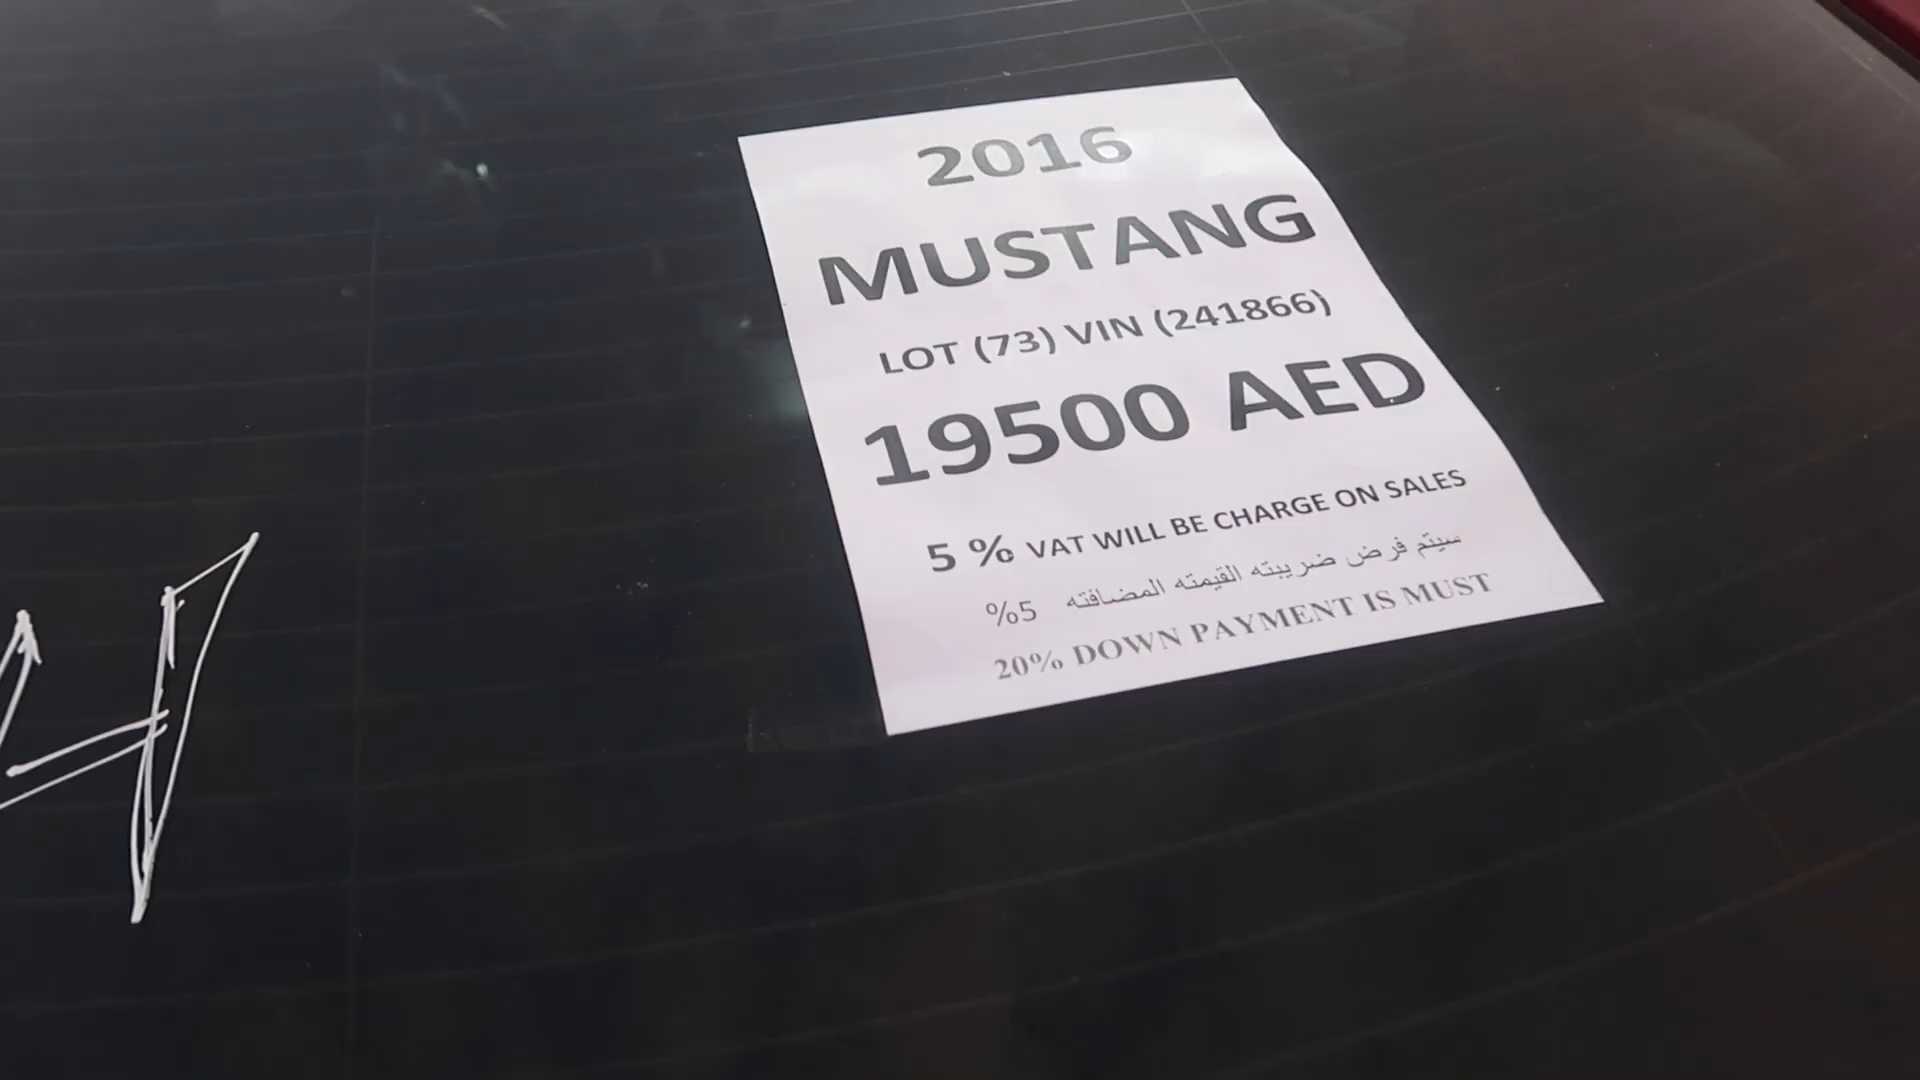 2016
MUSTANG
LOT (73) VIN (241866)
19500 AED
5 % VAT WILL BE CHARGE ON SALES
سيتم فرض ضريبته القيمته المضافته 5%
20% DOWN PAYMENT IS MUST